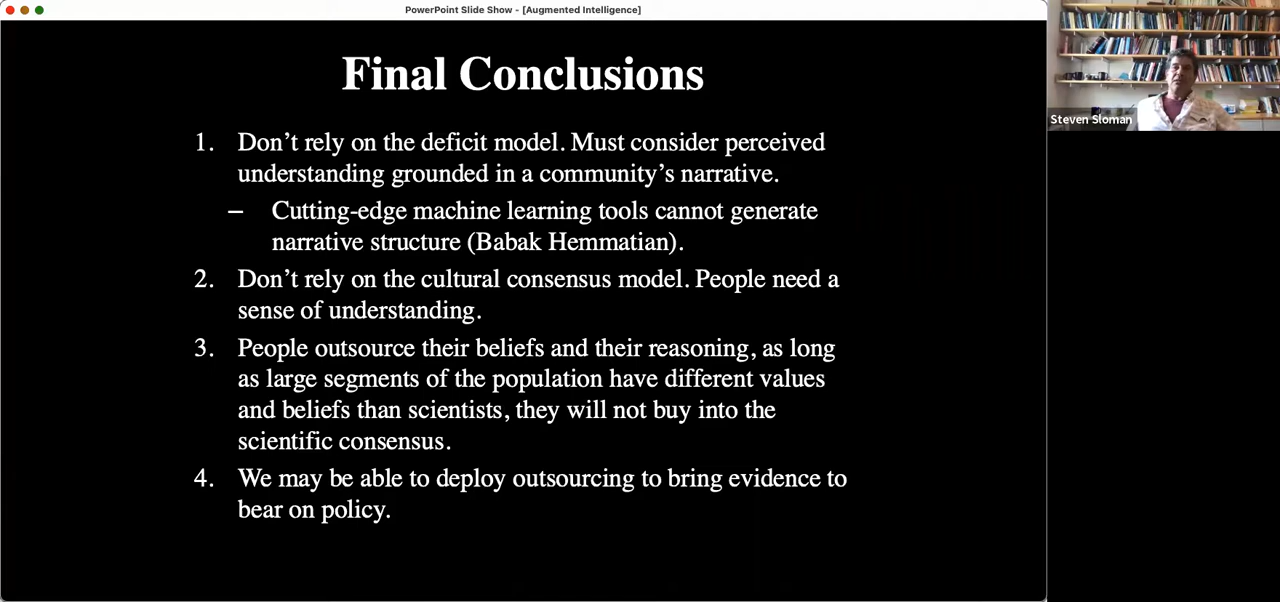 PowerPoint Slide Show - [Augmented Intelligence]
Final Conclusions
1. Don't rely on the deficit model. Must consider perceived
understanding grounded in a community's narrative.
– Cutting-edge machine learning tools cannot generate
narrative structure (Babak Hemmatian).
2. Don't rely on the cultural consensus model. People need a
sense of understanding.
3. People outsource their beliefs and their reasoning, as long
as large segments of the population have different values
and beliefs than scientists, they will not buy into the
scientific consensus.
4. We may be able to deploy outsourcing to bring evidence to
bear on policy.
Steven Sloman